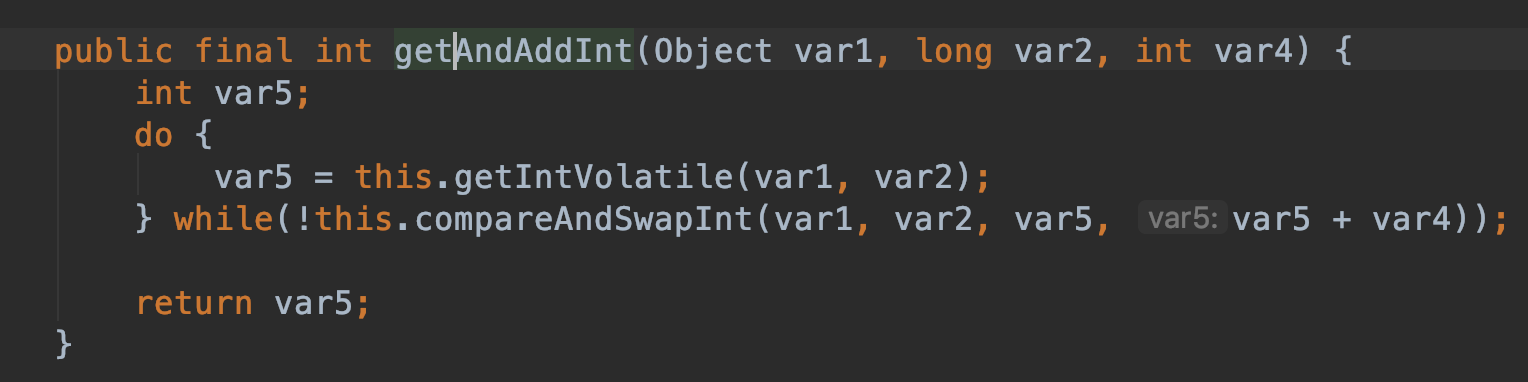 public final int getAndAddInt(Object var1, long var2, int var4) {
int var5;
do {
var5 = this.getIntVolatile(var1, var2);
} while(!this.compareAndSwapInt(var1, var2, var5, var5: var5 + var4));
return var5;
}